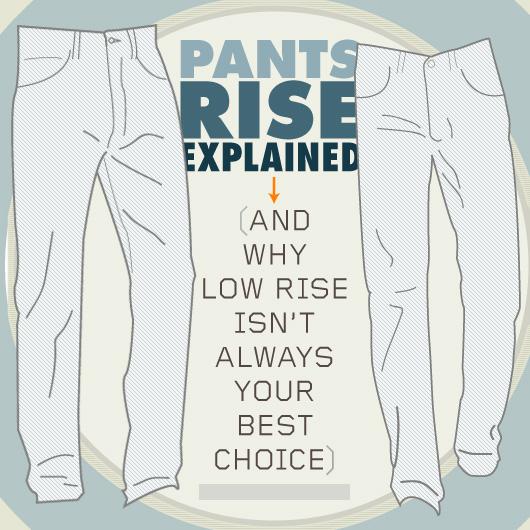 PANTS
RISE
EXPLAINED
(AND
WHY
LOW RISE
ISN'T
ALWAYS
YOUR
BEST
CHOICE)